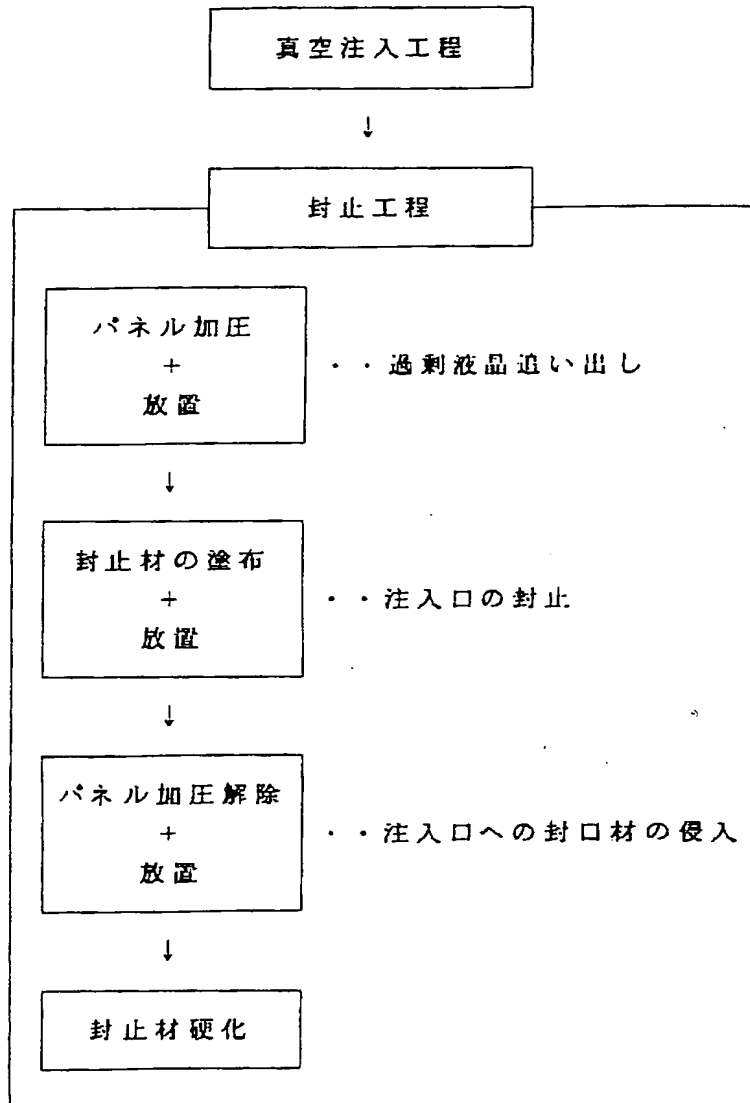 真空注入工程
↓
封止工程
パネル加圧
+
放置
・・過剰液晶追い出し
↓
封止材の塗布
+
放置
・・注入口の封止
↓
パネル加圧解除
+
放置
・・注入口への封口材の侵入
↓
封止材硬化